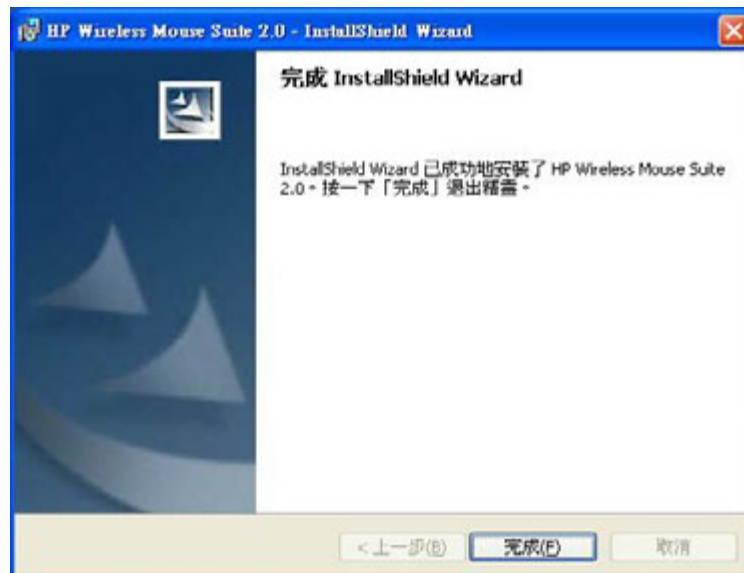 HP Wireless Mouse Suite 2.0 - InstallShield Wizard
完成 InstallShield Wizard
InstallShield Wizard 已成功地安裝了 HP Wireless Mouse Suite
2.0。按一下「完成」退出精靈。
<上一步(B)
完成(F)
取消